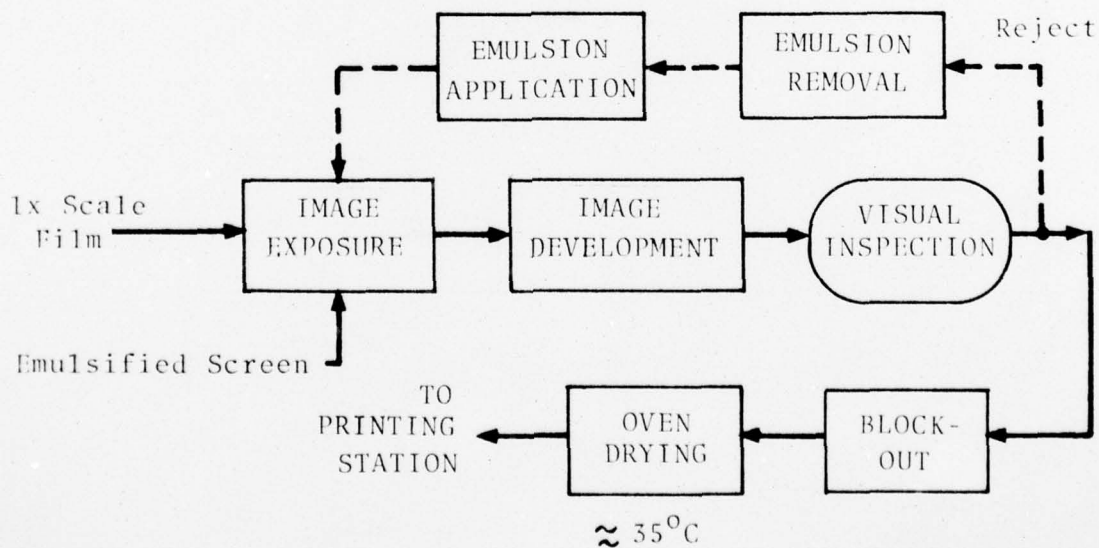 Reject
EMULSION
APPLICATION
EMULSION
REMOVAL
1x Scale
Film
IMAGE
EXPOSURE
IMAGE
DEVELOPMENT
VISUAL
INSPECTION
Emulsified Screen
TO
PRINTING
STATION
OVEN
DRYING
BLOCK-
OUT
≈ 35°C